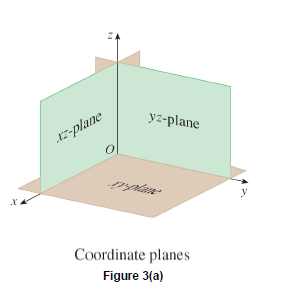 z
xz-plane
yz-plane
O
xy-plane
x
y
Coordinate planes
Figure 3(a)